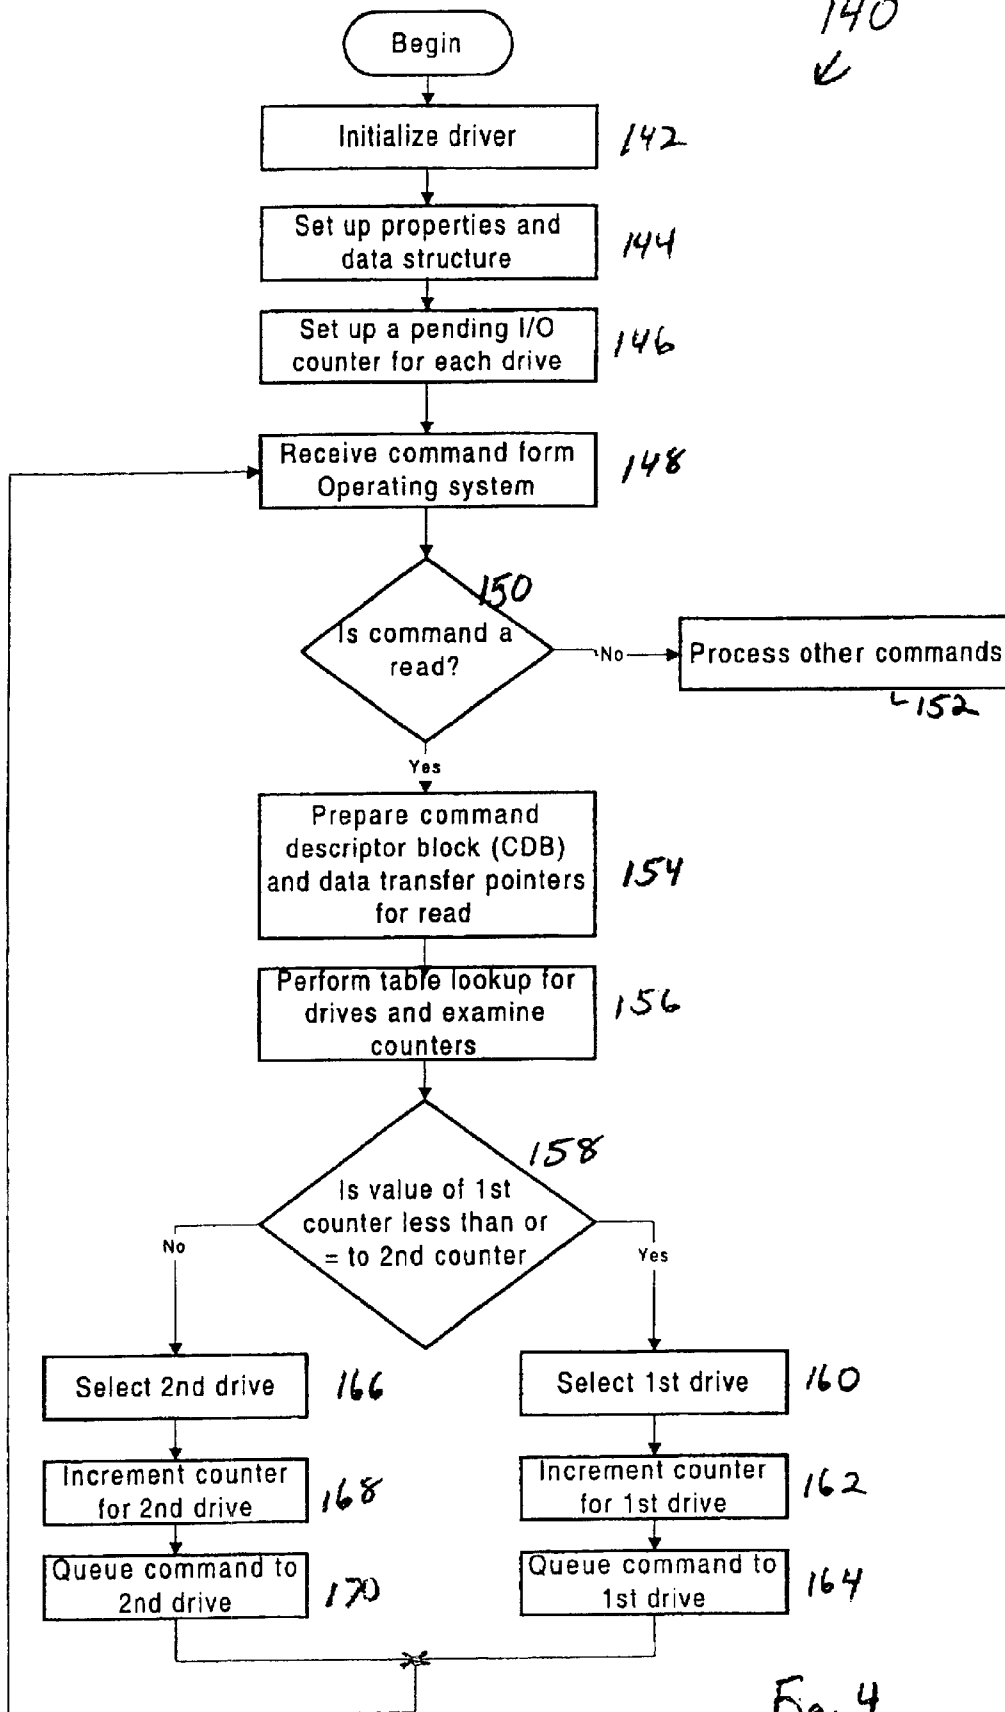 140
Begin
Initialize driver
142
Set up properties and
data structure
144
Set up a pending I/O
counter for each drive
146
Receive command form
Operating system
148
150
Is command a
read?
No
Process other commands
152
Yes
Prepare command
descriptor block (CDB)
and data transfer pointers
for read
154
Perform table lookup for
drives and examine
counters
156
158
Is value of 1st
counter less than or
= to 2nd counter
No
Yes
Select 2nd drive
166
Select 1st drive
160
Increment counter
for 2nd drive
168
Increment counter
for 1st drive
162
Queue command to
2nd drive
170
Queue command to
1st drive
164
Fig. 4